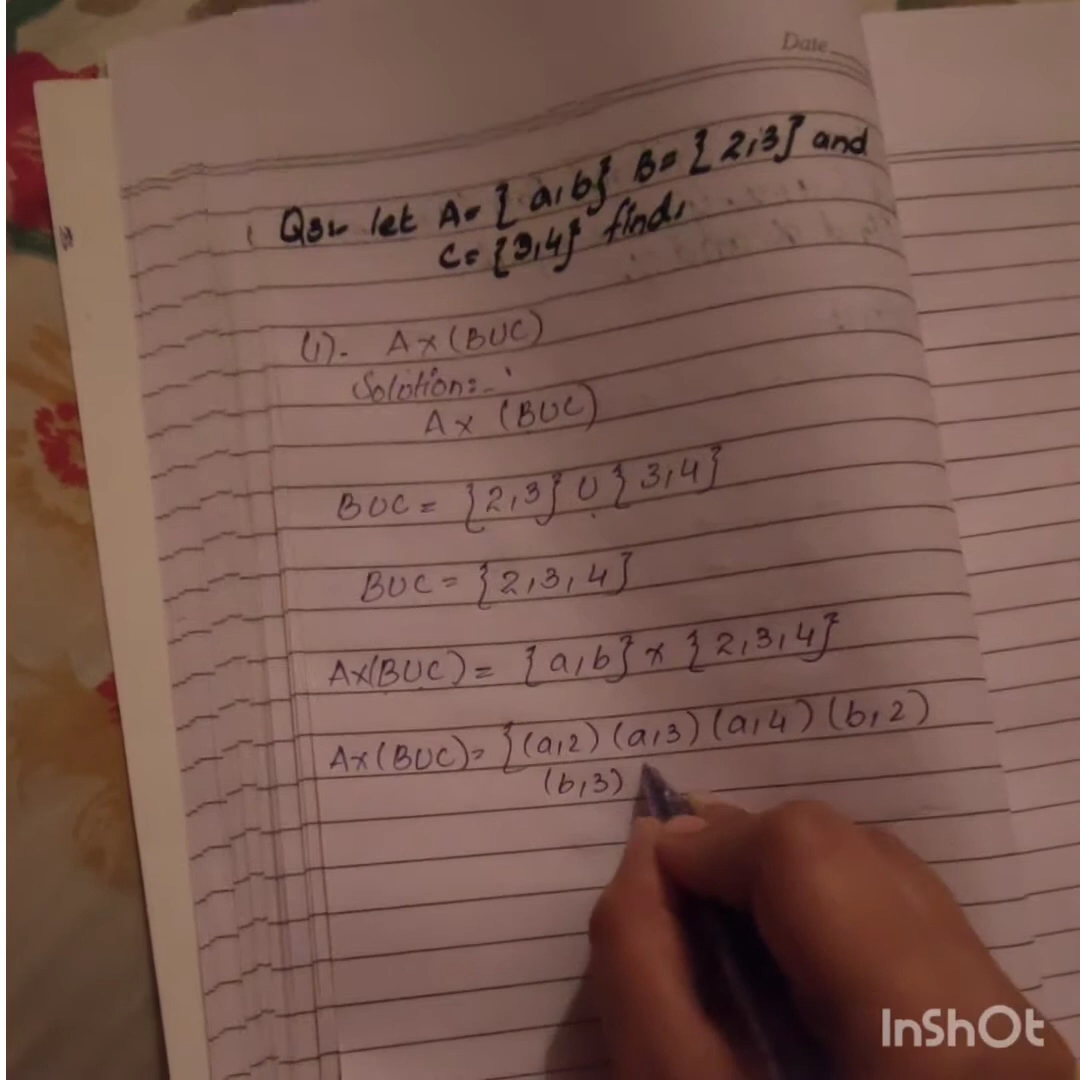 Date
Q3:- let A= {a,b} B= {2,3} and
C= {3,4} find,
(i). A×(BUC)
Solution:-
A× (BUC)
BUC = {2,3} U {3,4}
BUC = {2,3,4}
A×(BUC) = {a,b} × {2,3,4}
A×(BUC)= {(a,2) (a,3) (a,4) (b,2)
(b,3)
InShOt